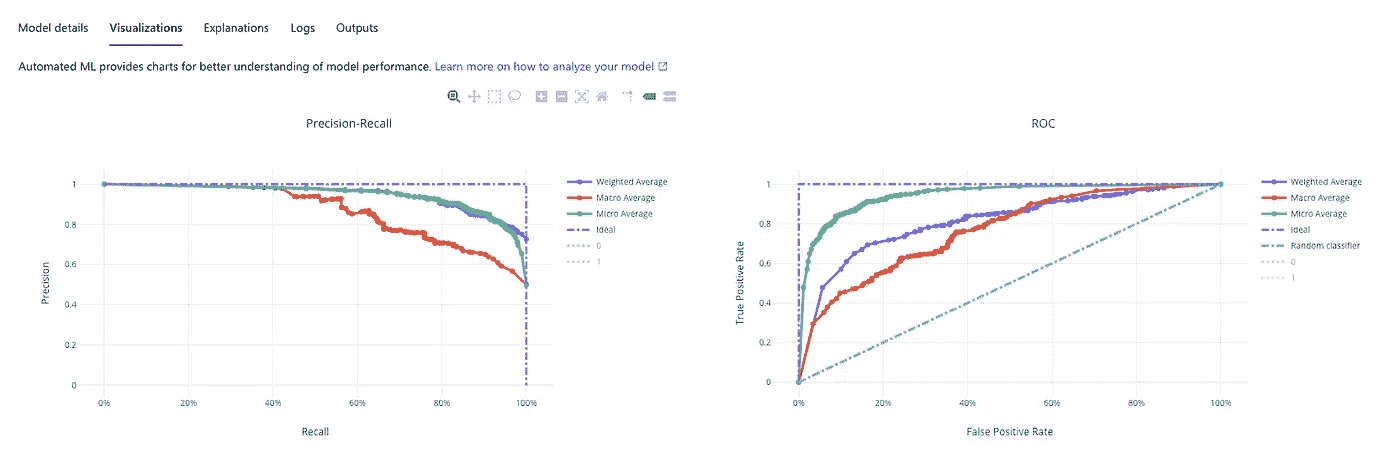 Model details Visualizations Explanations Logs Outputs
Automated ML provides charts for better understanding of model performance. Learn more on how to analyze your model
Precision-Recall
1
0.8
0.6
0.4
0.2
0
Precision
0% 20% 40% 60% 80% 100%
Recall
Weighted Average
Macro Average
Micro Average
Ideal
0
1
ROC
1
0.8
0.6
0.4
0.2
0
True Positive Rate
0% 20% 40% 60% 80% 100%
False Positive Rate
Weighted Average
Macro Average
Micro Average
Ideal
Random classifier
0
1